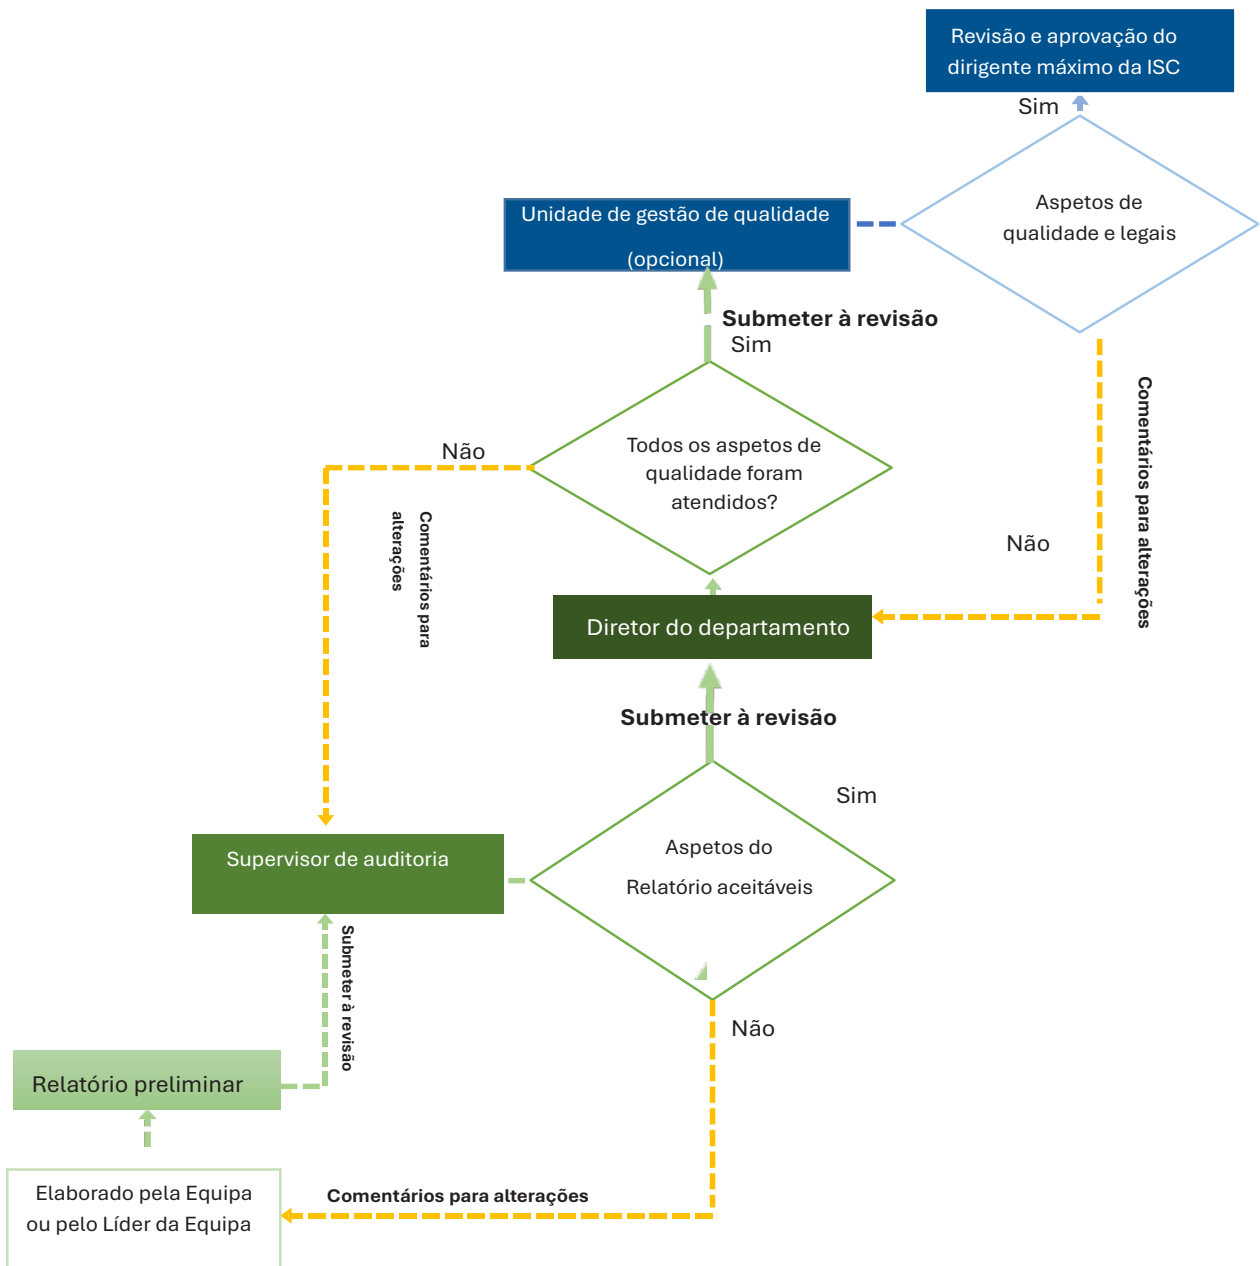 Revisão e aprovação do
dirigente máximo da ISC
Sim
Aspetos de
qualidade e legais
Unidade de gestão de qualidade
(opcional)
Submeter à revisão
Sim
Comentários para alterações
Não
Todos os aspetos de
qualidade foram
atendidos?
Não
Comentários para
alterações
Diretor do departamento
Submeter à revisão
Sim
Aspetos do
Relatório aceitáveis
Supervisor de auditoria
Submeter à revisão
Não
Relatório preliminar
Comentários para alterações
Elaborado pela Equipa
ou pelo Líder da Equipa